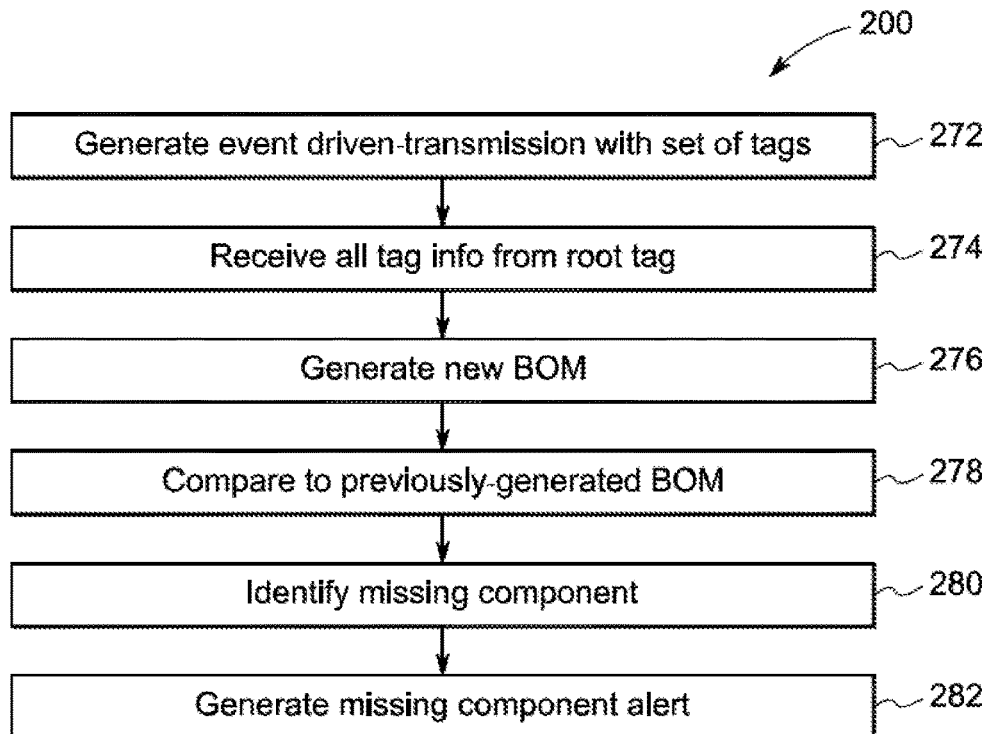 200
Generate event driven-transmission with set of tags 272
Receive all tag info from root tag 274
Generate new BOM 276
Compare to previously-generated BOM 278
Identify missing component 280
Generate missing component alert 282